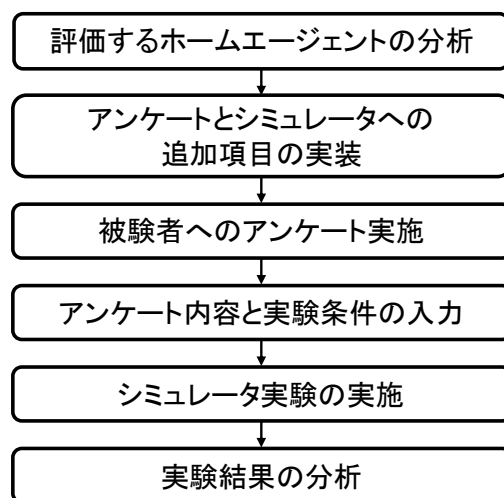 評価するホームエージェントの分析
アンケートとシミュレータへの
追加項目の実装
被験者へのアンケート実施
アンケート内容と実験条件の入力
シミュレータ実験の実施
実験結果の分析